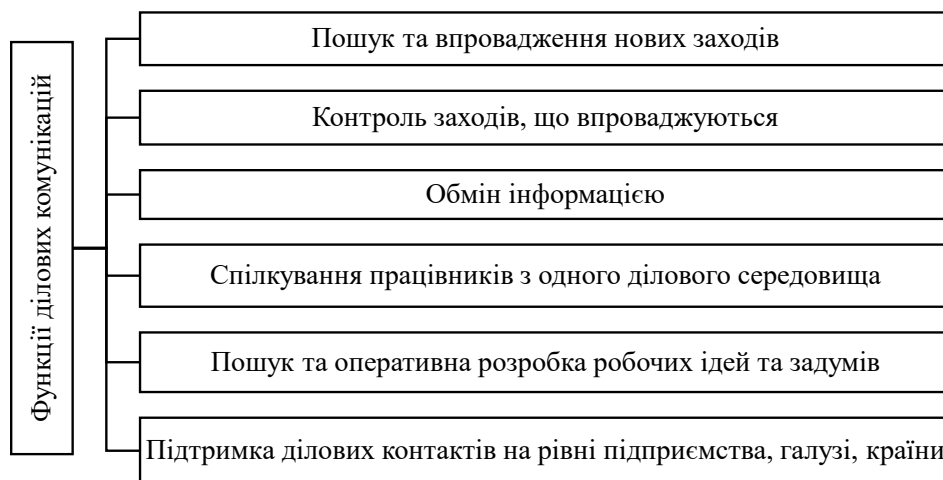 Функції ділових комунікацій
Пошук та впровадження нових заходів
Контроль заходів, що впроваджуються
Обмін інформацією
Спілкування працівників з одного ділового середовища
Пошук та оперативна розробка робочих ідей та задумів
Підтримка ділових контактів на рівні підприємства, галузі, країни